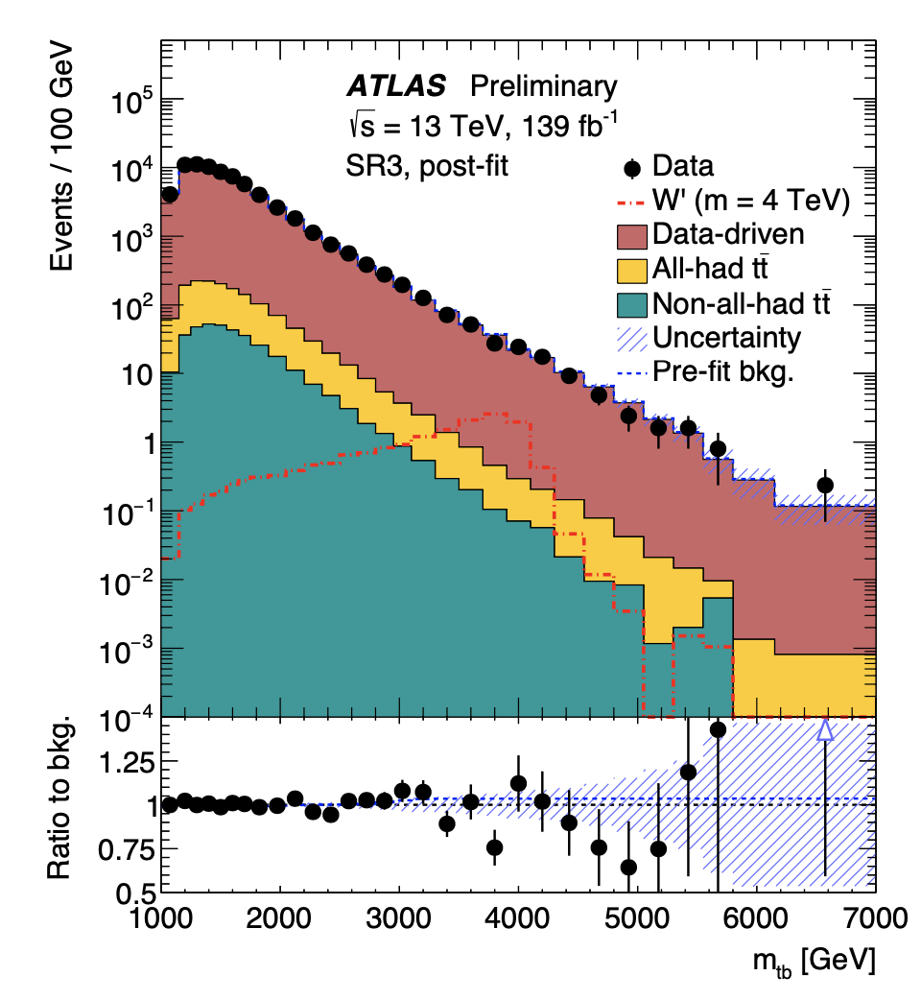 Events / 100 GeV
ATLAS Preliminary
√s = 13 TeV, 139 fb⁻¹
SR3, post-fit
Data
W' (m = 4 TeV)
Data-driven
All-had tt̄
Non-all-had tt̄
Uncertainty
Pre-fit bkg.
10⁵
10⁴
10³
10²
10
1
10⁻¹
10⁻²
10⁻³
10⁻⁴
Ratio to bkg.
1.25
1
0.75
0.5
1000 2000 3000 4000 5000 6000 7000
m_tb [GeV]